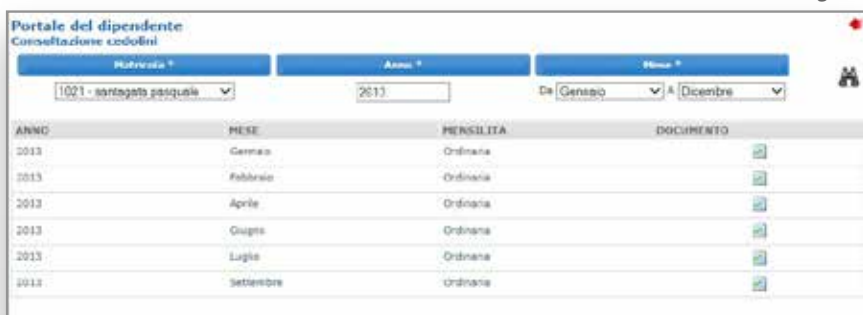 Portale del dipendente
Consultazione cedolini
Matricola * Anno * Mese *
1021 - santagata pasquale 2013 Da Gennaio A Dicembre
ANNO MESE MENSILITA DOCUMENTO
2013 Gennaio Ordinaria
2013 Febbraio Ordinaria
2013 Aprile Ordinaria
2013 Giugno Ordinaria
2013 Luglio Ordinaria
2013 Settembre Ordinaria